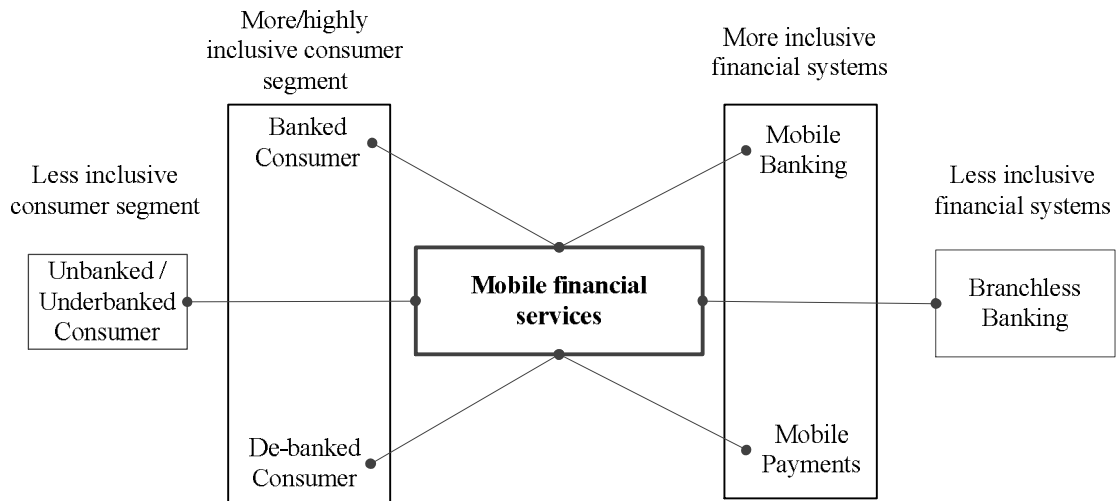 More/highly
inclusive consumer
segment
More inclusive
financial systems
Banked
Consumer
Mobile
Banking
Less inclusive
consumer segment
Less inclusive
financial systems
Unbanked /
Underbanked
Consumer
Mobile financial
services
Branchless
Banking
De-banked
Consumer
Mobile
Payments